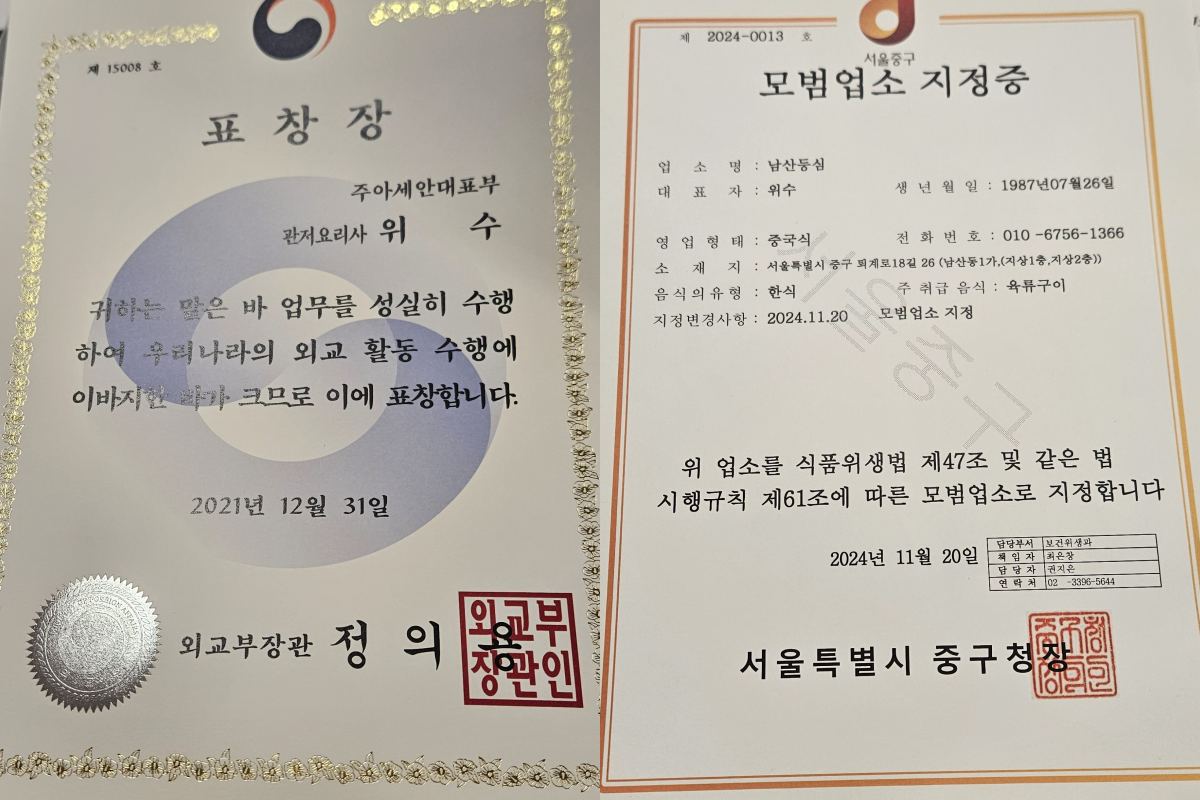 제 15008 호
표 창 장
주아세안대표부
관저요리사 위 수
귀하는 맡은 바 업무를 성실히 수행
하여 우리나라의 외교 활동 수행에
이바지한 바가 크므로 이에 표창합니다.
2021년 12월 31일
외교부장관 정 의 용
외교부
장관인
제 2024-0013 호
서울중구
모범업소 지정증
업 소 명 : 남산등심
대 표 자 : 위수
생 년 월 일 : 1987년07월26일
영 업 형 태 : 중국식
전 화 번 호 : 010 -6756-1366
소 재 지 : 서울특별시 중구 퇴계로18길 26 (남산동1가,(지상1층,지상2층))
음식의유형 : 한식
주 취급 음식 : 육류구이
지정변경사항 : 2024.11.20 모범업소 지정
서울중구
위 업소를 식품위생법 제47조 및 같은 법
시행규칙 제61조에 따른 모범업소로 지정합니다
2024년 11월 20일
담당부서 보건위생과
책 임 자 최은창
담 당 자 권지은
연 락 처 02 -3396-5644
서울특별시 중구청장